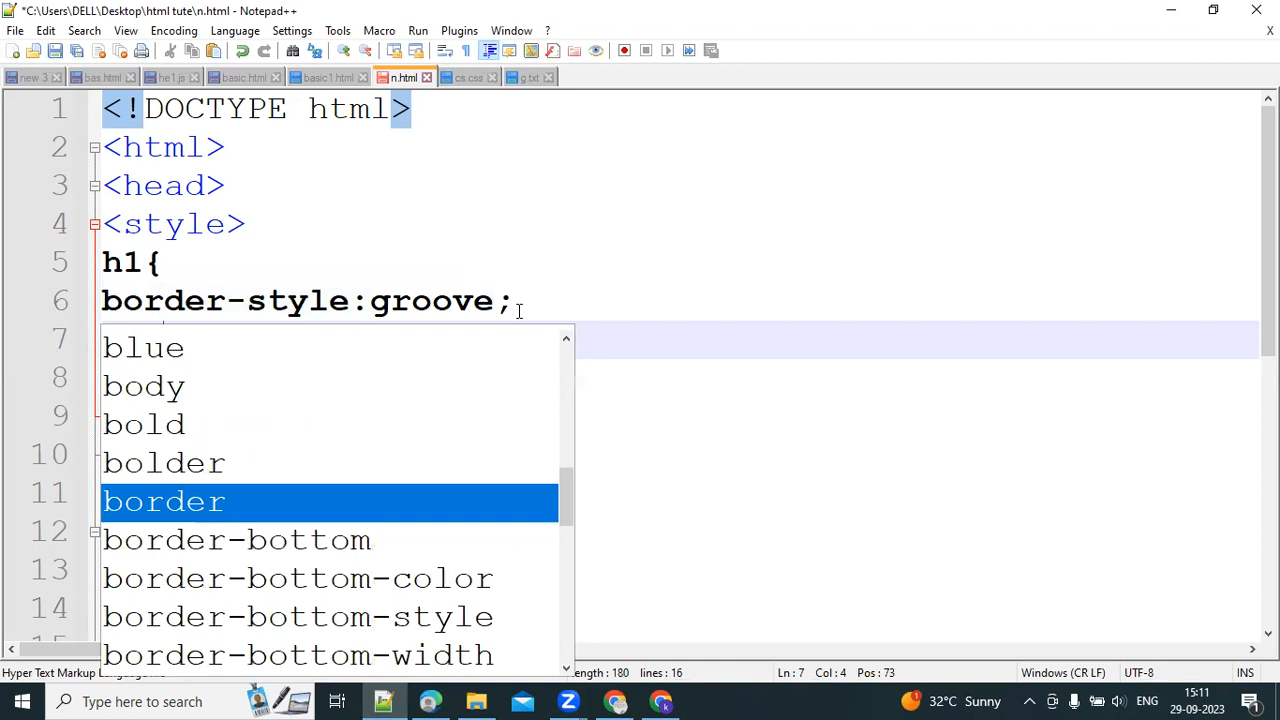 *C:\Users\DELL\Desktop\html tute\n.html - Notepad++
File Edit Search View Encoding Language Settings Tools Macro Run Plugins Window ? X
new 3 bas.html he1.js basic.html basic1.html n.html cs.css g.txt
1 <!DOCTYPE html>
2 <html>
3 <head>
4 <style>
5 h1{
6 border-style:groove;
7
blue
8 body
9 bold
10 bolder
11 border
12 border-bottom
13 border-bottom-color
14 border-bottom-style
border-bottom-width
Hyper Text Markup length : 180 lines : 16 Ln : 7 Col : 4 Pos : 73 Windows (CR LF) UTF-8 INS
Type here to search 32°C Sunny ENG 15:11
29-09-2023 1